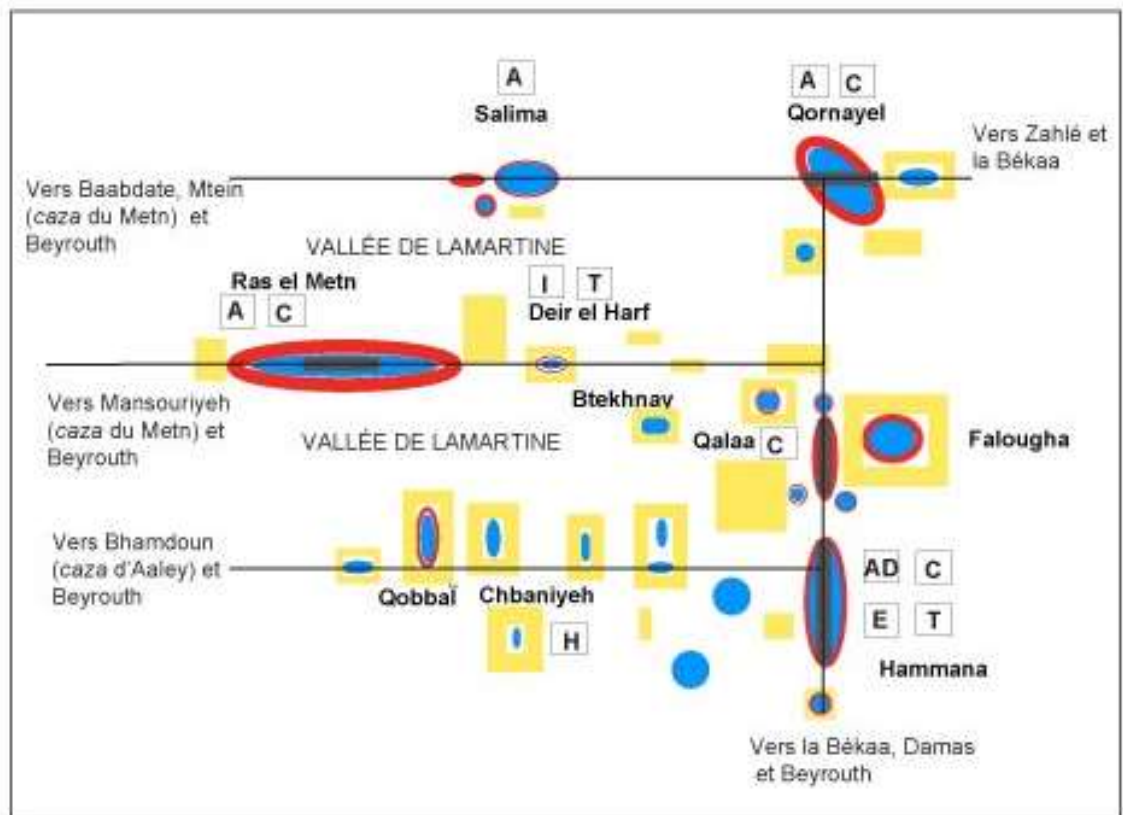 A
A C
Salima
Qornayel
Vers Zahlé et
la Békaa
Vers Baabdate, Mtein
(caza du Metn) et
Beyrouth
VALLÉE DE LAMARTINE
Ras el Metn
A C
I T
Deir el Harf
Vers Mansouriyeh
(caza du Metn) et
Beyrouth
Btekhnay
VALLÉE DE LAMARTINE
Qalaa C
Falougha
Vers Bhamdoun
(caza d'Aaley) et
Beyrouth
Qobbaï
Chbaniyeh
H
AD C
E T
Hammana
Vers la Békaa, Damas
et Beyrouth